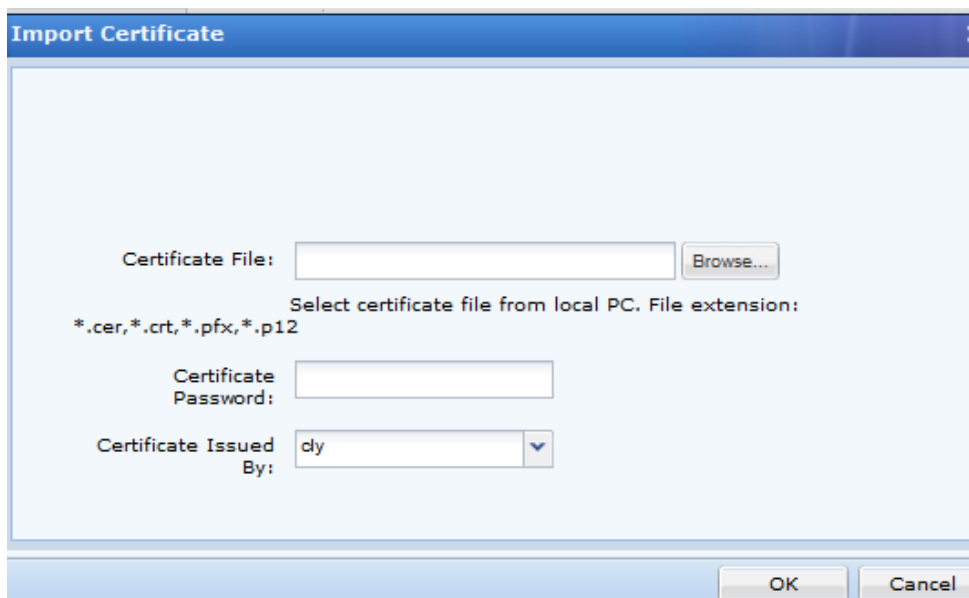 Import Certificate
Certificate File:
Browse...
Select certificate file from local PC. File extension:
*.cer,*.crt,*.pfx,*.p12
Certificate
Password:
Certificate Issued
By:
cly
OK
Cancel